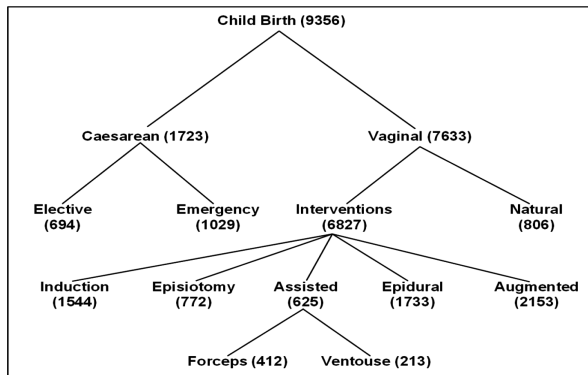 Child Birth (9356)
Caesarean (1723) Vaginal (7633)
Elective Emergency Interventions Natural
(694) (1029) (6827) (806)
Induction Episiotomy Assisted Epidural Augmented
(1544) (772) (625) (1733) (2153)
Forceps (412) Ventouse (213)